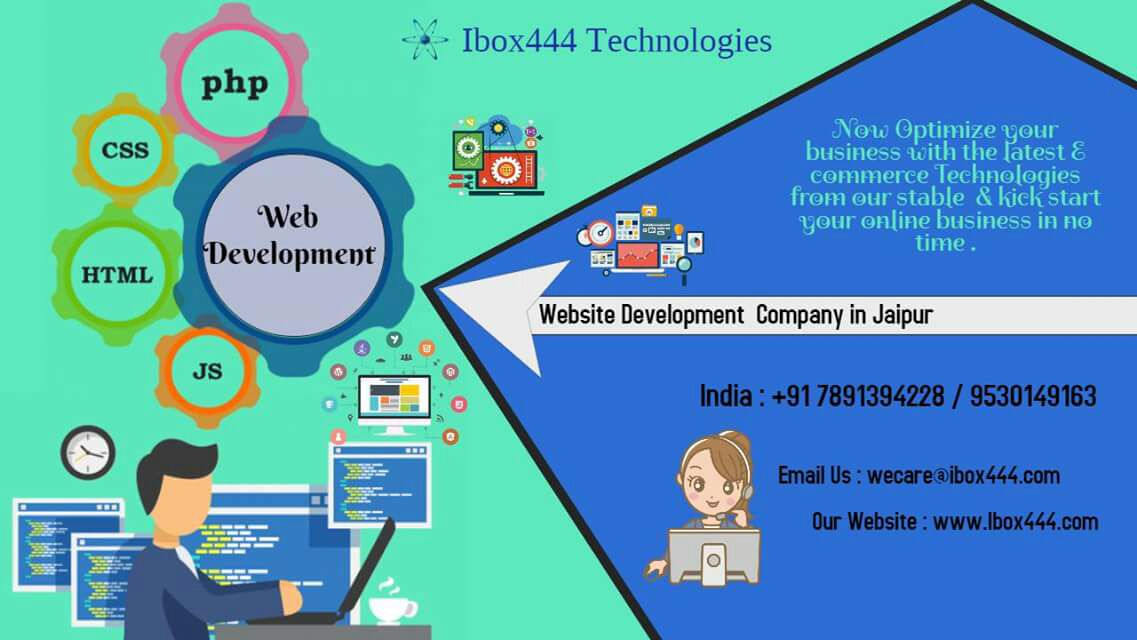 Ibox444 Technologies
php
CSS
Web
Development
HTML
JS
Now Optimize your
business with the latest E
commerce Technologies
from our stable & kick start
your online business in no
time .
Website Development Company in Jaipur
India : +91 7891394228 / 9530149163
Email Us : wecare@ibox444.com
Our Website : www.Ibox444.com